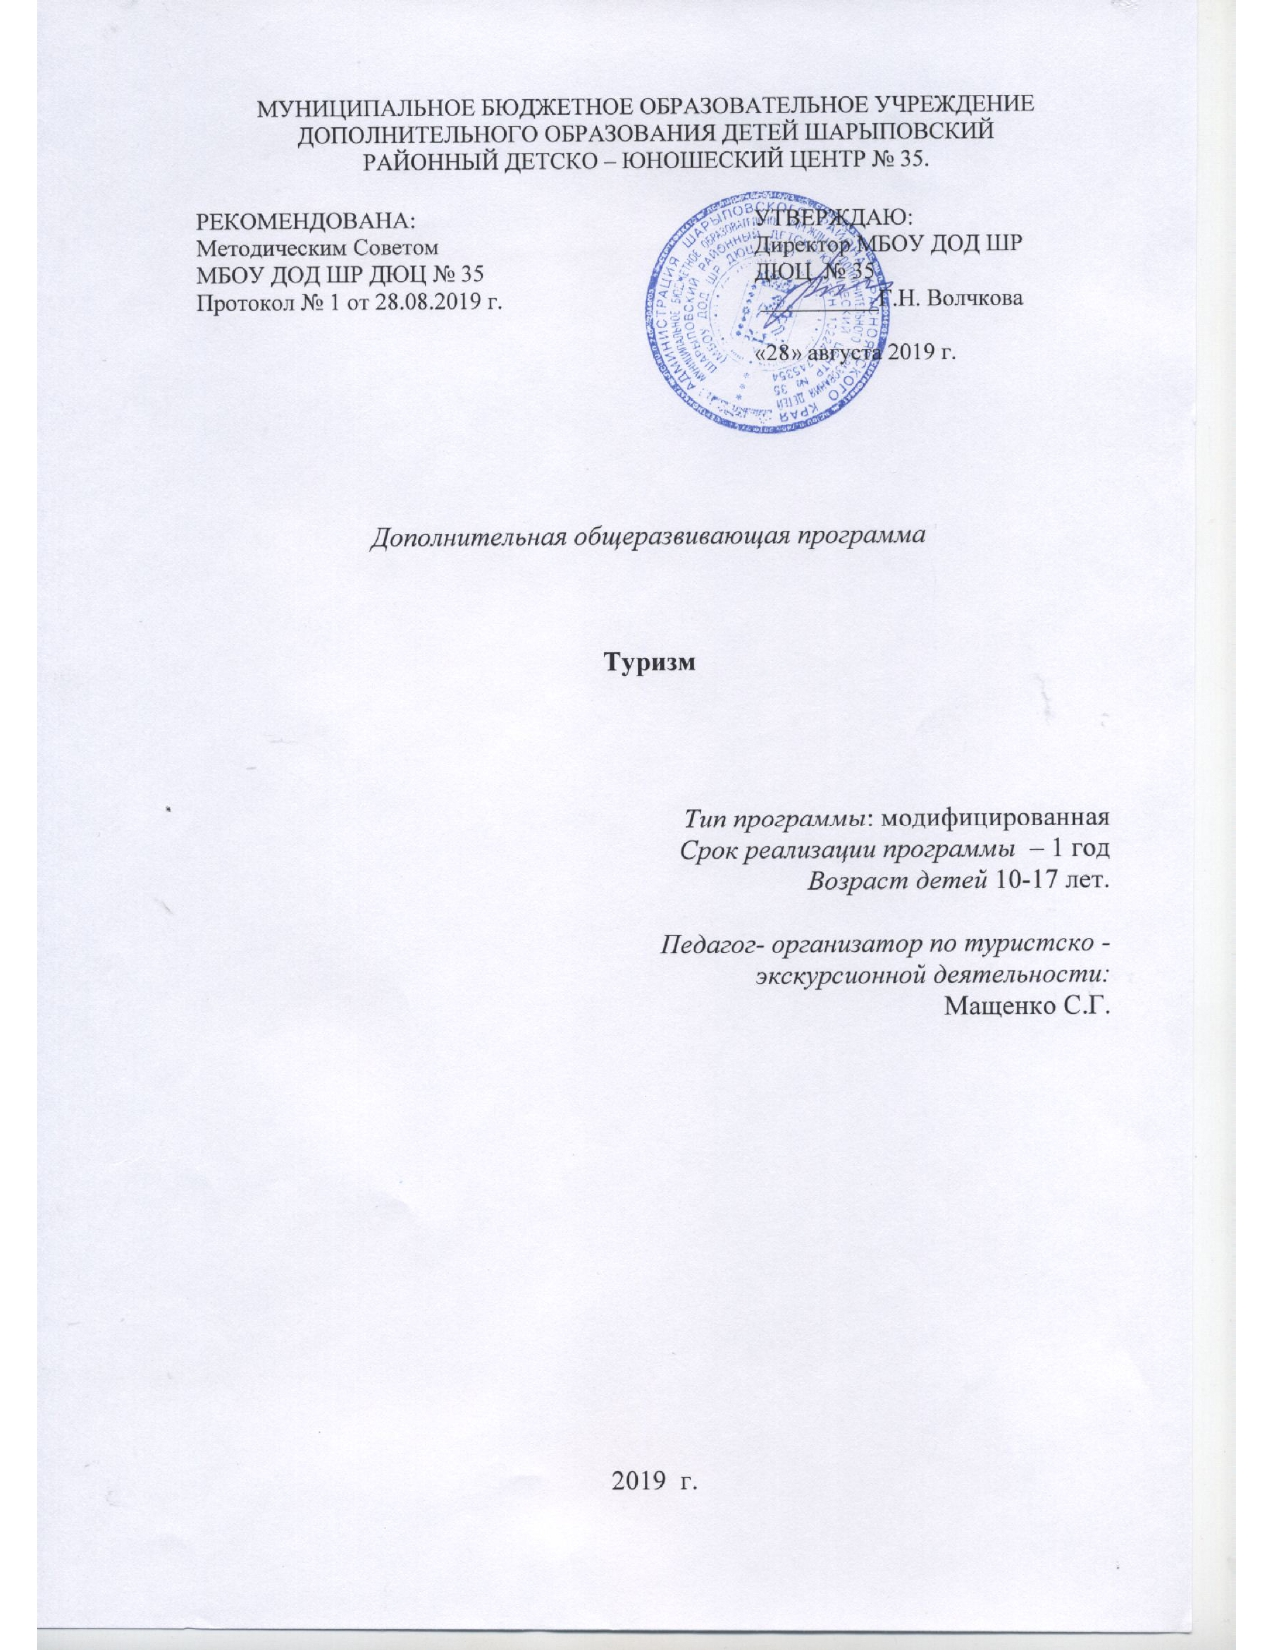 МУНИЦИПАЛЬНОЕ БЮДЖЕТНОЕ ОБРАЗОВАТЕЛЬНОЕ УЧРЕЖДЕНИЕ
ДОПОЛНИТЕЛЬНОГО ОБРАЗОВАНИЯ ДЕТЕЙ ШАРЫПОВСКИЙ
РАЙОННЫЙ ДЕТСКО – ЮНОШЕСКИЙ ЦЕНТР № 35.
РЕКОМЕНДОВАНА:
Методическим Советом
МБОУ ДОД ШР ДЮЦ № 35
Протокол № 1 от 28.08.2019 г.
УТВЕРЖДАЮ:
Директор МБОУ ДОД ШР
ДЮЦ № 35
Г.Н. Волчкова
«28» августа 2019 г.
Дополнительная общеразвивающая программа
Туризм
Тип программы: модифицированная
Срок реализации программы – 1 год
Возраст детей 10-17 лет.
Педагог- организатор по туристско -
экскурсионной деятельности:
Мащенко С.Г.
2019 г.